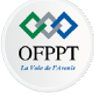 OFPPT
La Voie de l'Avenir